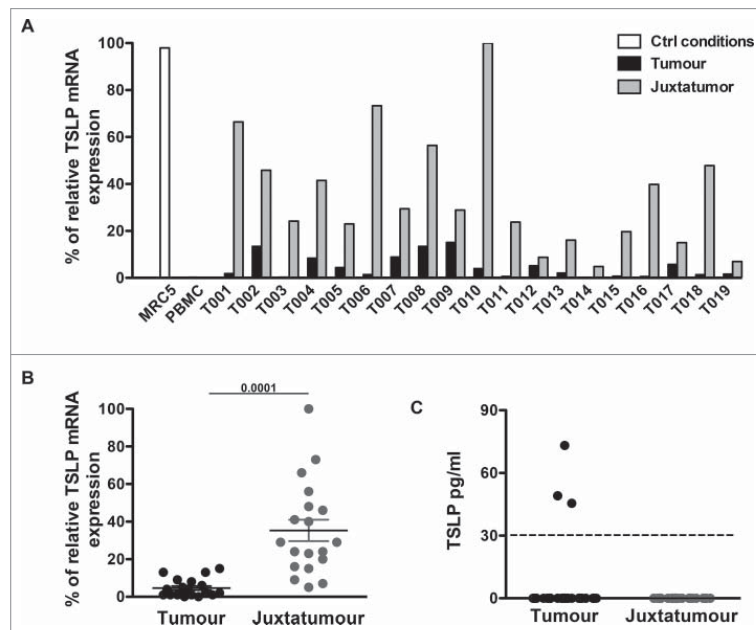 A
% of relative TSLP mRNA
expression
100
80
60
40
20
0
Ctrl conditions
Tumour
Juxtatumor
MRC5
PBMC
T001
T002
T003
T004
T005
T006
T007
T008
T009
T010
T011
T012
T013
T014
T015
T016
T017
T018
T019
B
% of relative TSLP mRNA
expression
100
80
60
40
20
0
0.0001
Tumour
Juxtatumour
C
TSLP pg/ml
90
60
30
0
Tumour
Juxtatumour